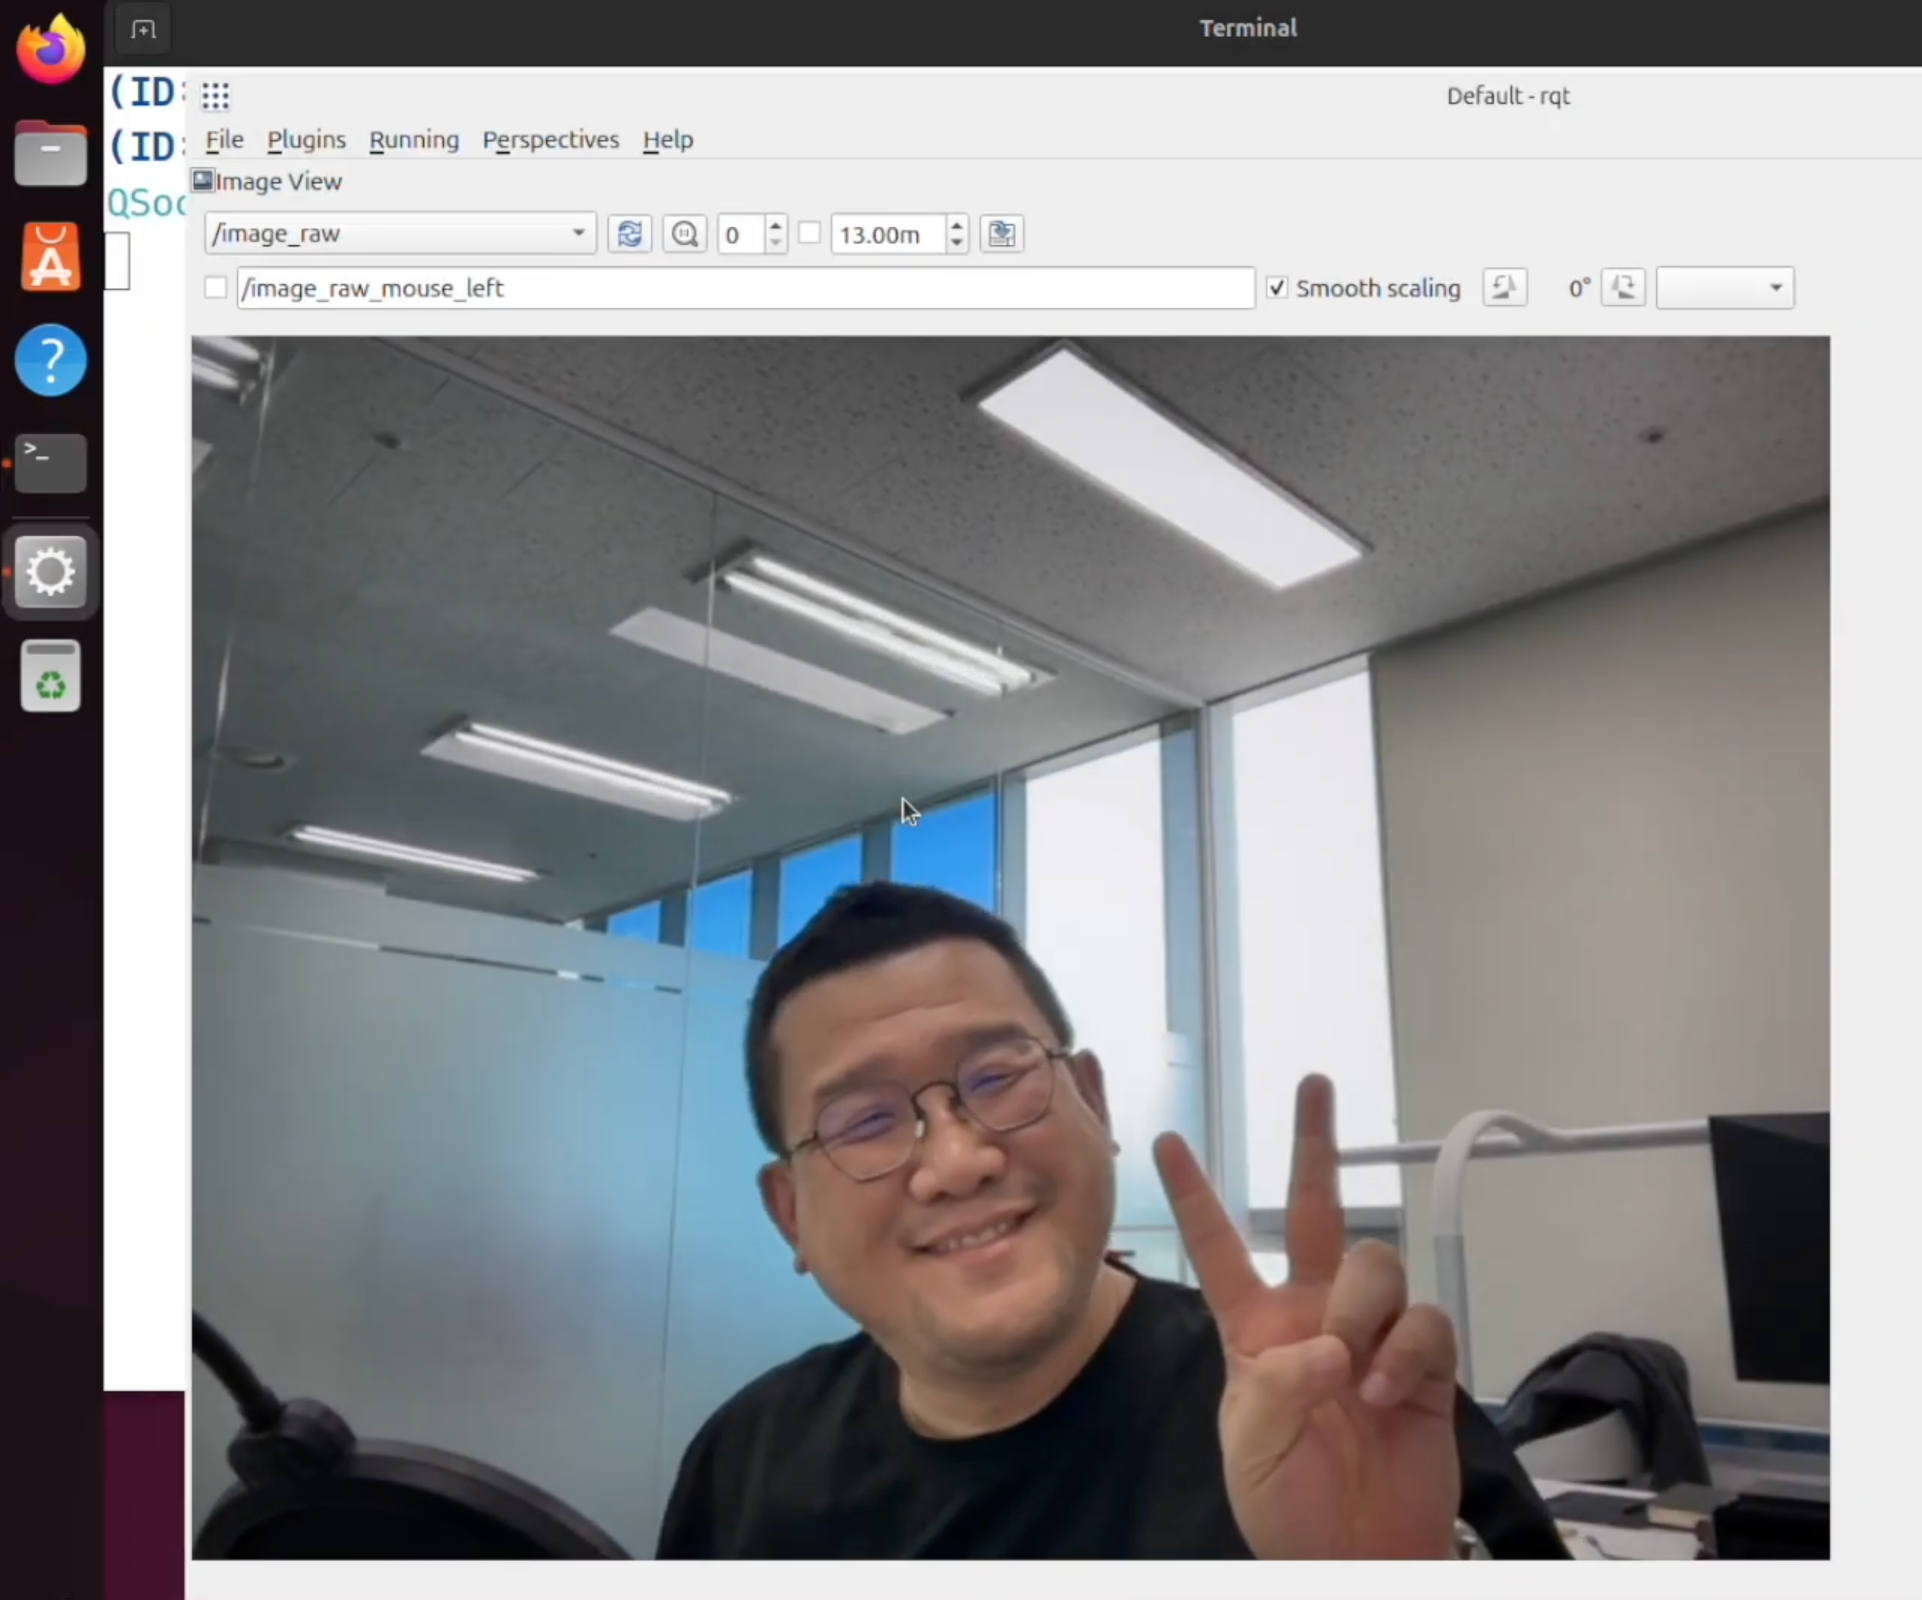 Terminal
(ID:
(ID:
QSoc
Default - rqt
File Plugins Running Perspectives Help
Image View
/image_raw 0 13.00m
/image_raw_mouse_left Smooth scaling 0°